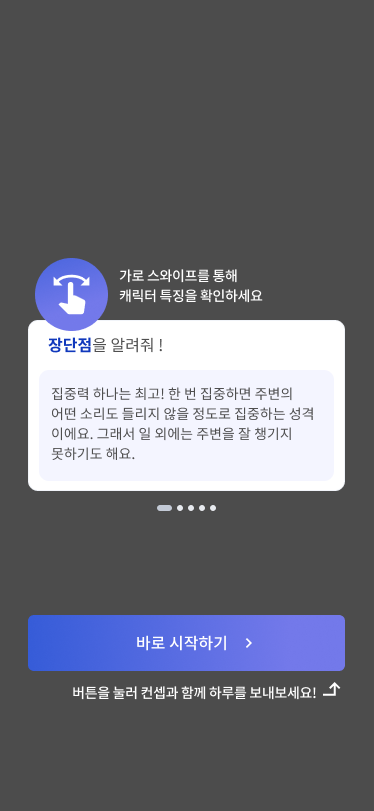 가로 스와이프를 통해
캐릭터 특징을 확인하세요
장단점을 알려줘 !
집중력 하나는 최고! 한 번 집중하면 주변의
어떤 소리도 들리지 않을 정도로 집중하는 성격
이에요. 그래서 일 외에는 주변을 잘 챙기지
못하기도 해요.
바로 시작하기
버튼을 눌러 컨셉과 함께 하루를 보내보세요!